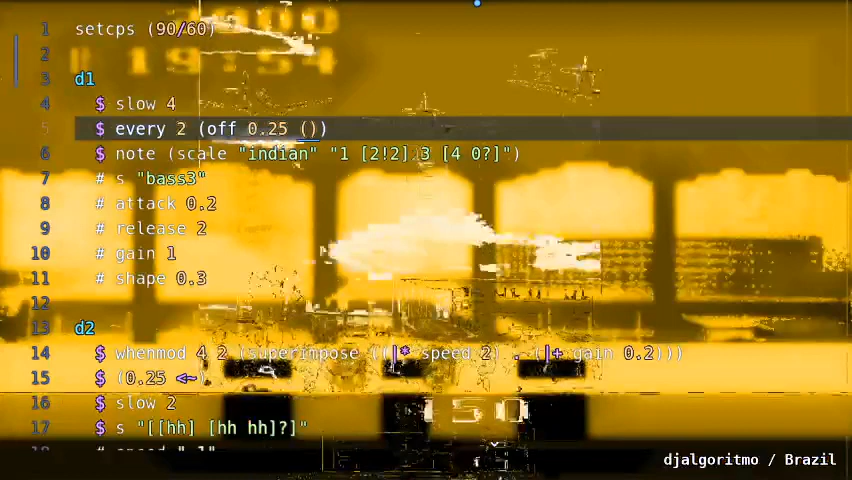 1 setcps (90/60)
2
3 d1
4 $ slow 4
5 $ every 2 (off 0.25 ())
6 $ note (scale "indian" "1 [2!2] 3 [4 0?]")
7 # s "bass3"
8 # attack 0.2
9 # release 2
10 # gain 1
11 # shape 0.3
12
13 d2
14 $ whenmod 4 2 (superimpose ((|* speed 2) . (|+ gain 0.2)))
15 $ (0.25 <~)
16 $ slow 2
17 $ s "[[hh] [hh hh]?]"
19:54
50
djalgoritmo / Brazil